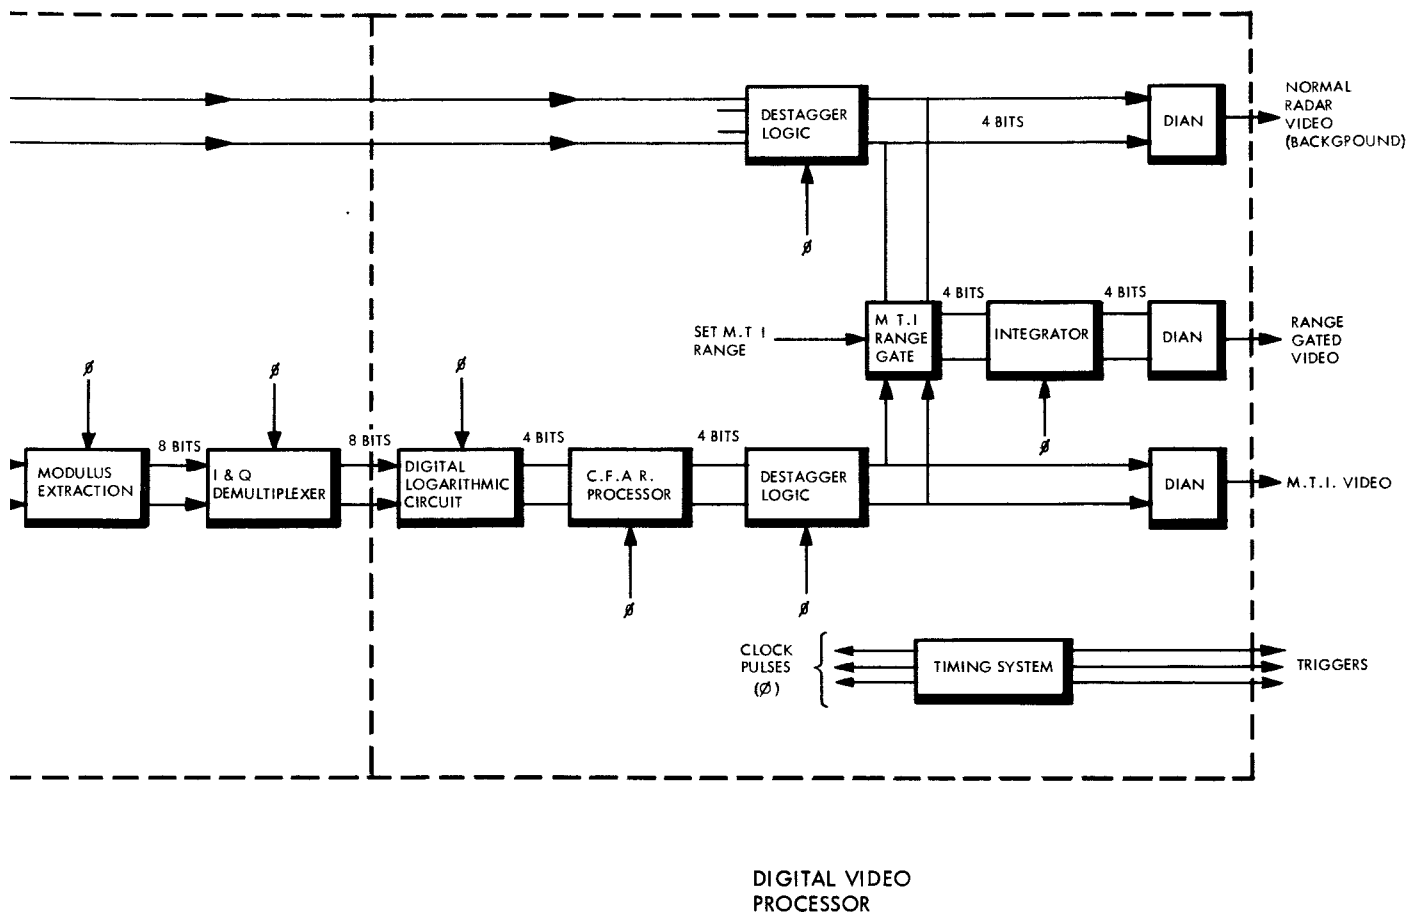 DESTAGGER
LOGIC
4 BITS
DIAN
NORMAL
RADAR
VIDEO
(BACKGPOUND)
Ø
SET M.T I
RANGE
M T.I
RANGE
GATE
4 BITS
INTEGRATOR
4 BITS
DIAN
RANGE
GATED
VIDEO
Ø
Ø
Ø
Ø
MODULUS
EXTRACTION
8 BITS
I & Q
DEMULTIPLEXER
8 BITS
DIGITAL
LOGARITHMIC
CIRCUIT
4 BITS
C.F.A R.
PROCESSOR
4 BITS
DESTAGGER
LOGIC
DIAN
M.T.I. VIDEO
Ø
Ø
CLOCK
PULSES
(Ø)
TIMING SYSTEM
TRIGGERS
DIGITAL VIDEO
PROCESSOR